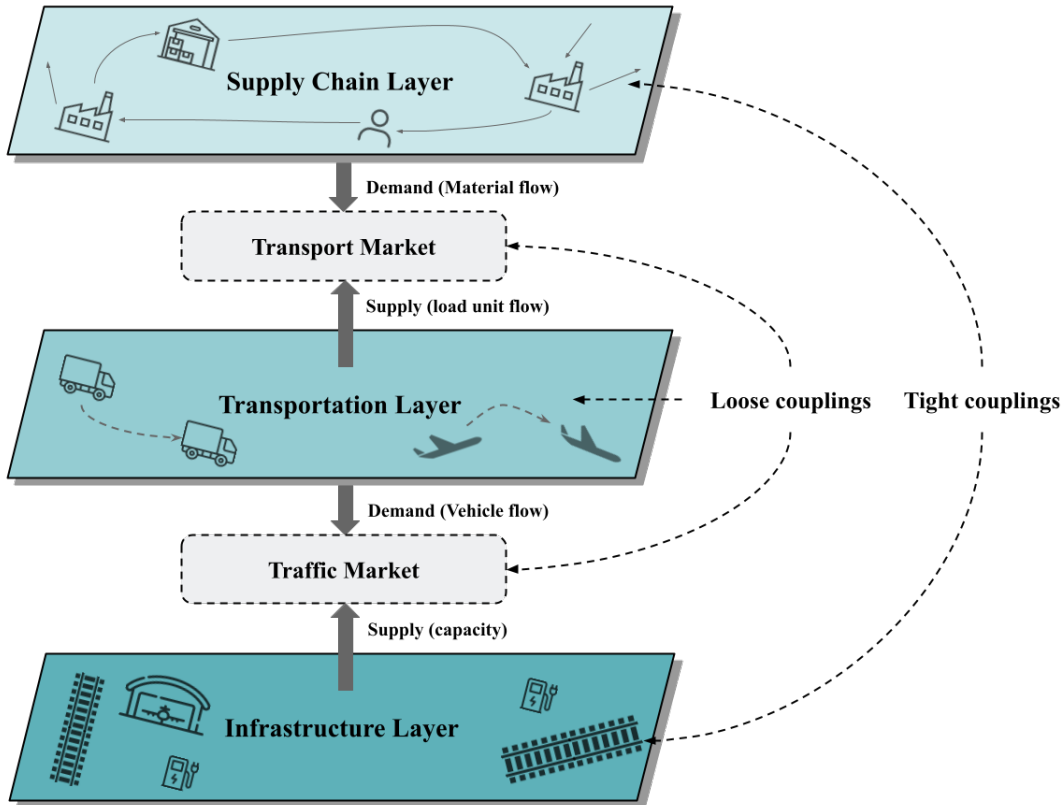 Supply Chain Layer
Demand (Material flow)
Transport Market
Supply (load unit flow)
Transportation Layer
Loose couplings
Tight couplings
Demand (Vehicle flow)
Traffic Market
Supply (capacity)
Infrastructure Layer